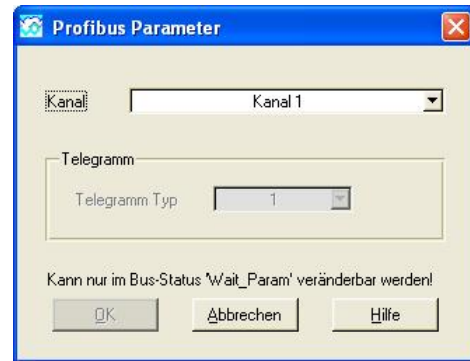 Profibus Parameter
Kanal Kanal 1
Telegramm
Telegramm Typ 1
Kann nur im Bus-Status 'Wait_Param' veränderbar werden!
OK Abbrechen Hilfe